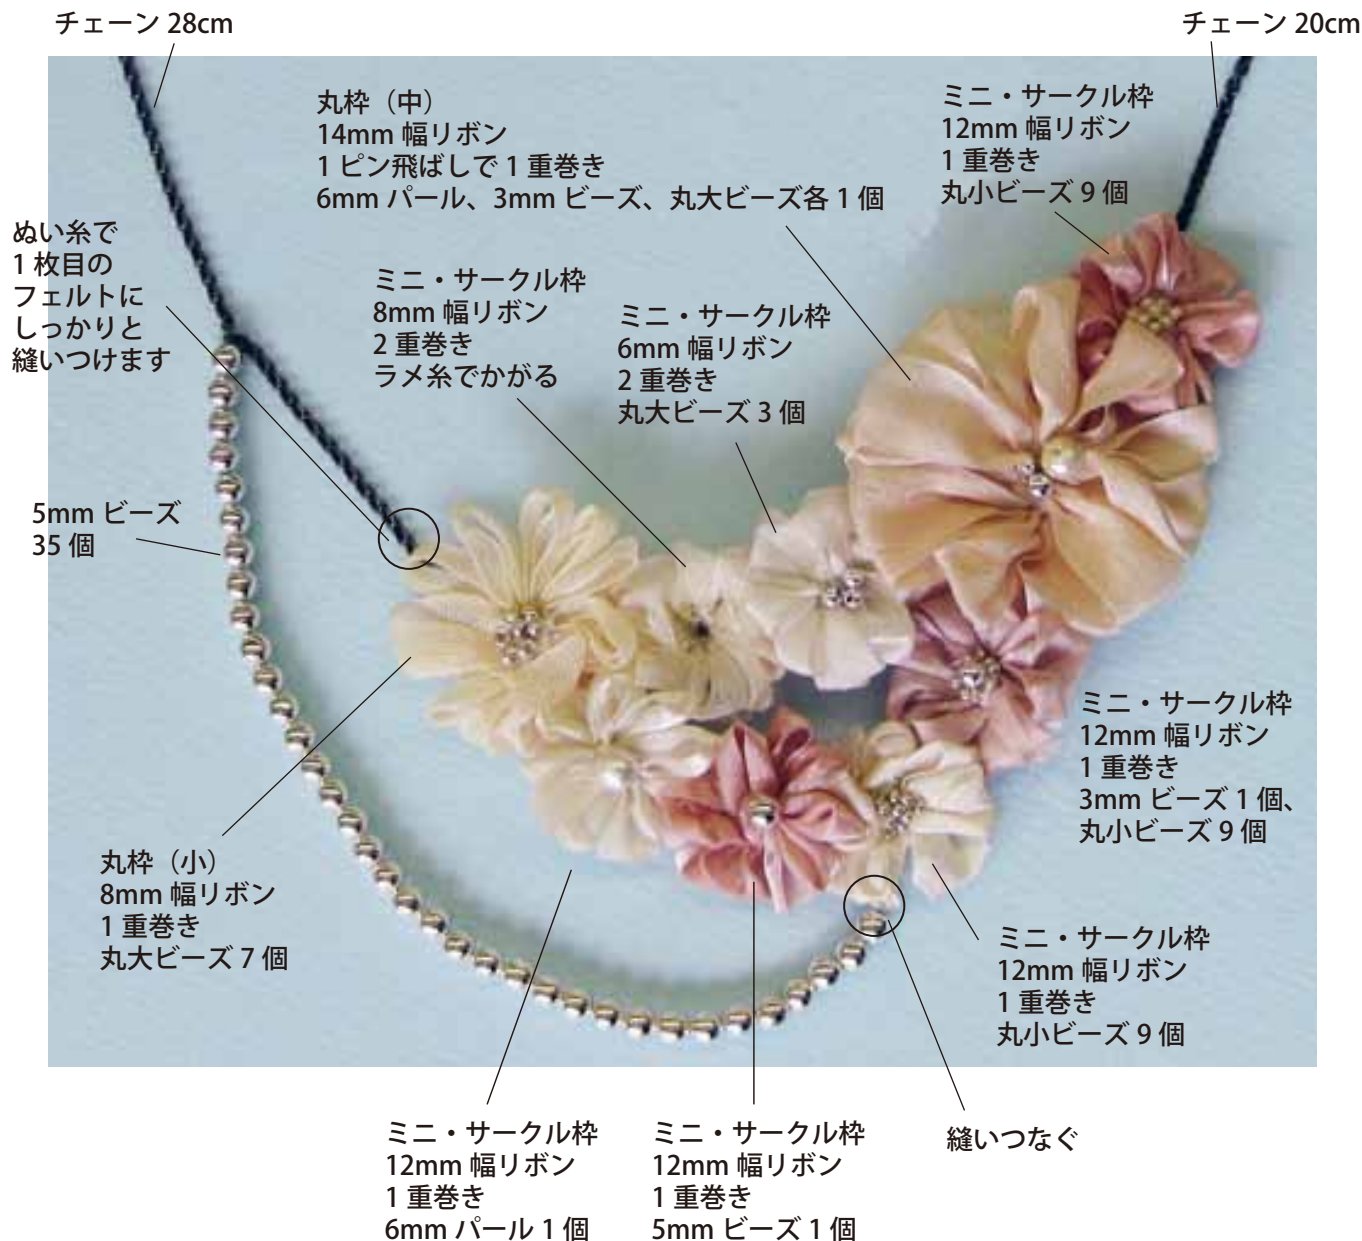 チェーン 28cm
チェーン 20cm
丸枠（中）
14mm 幅リボン
1 ピン飛ばしで 1 重巻き
6mm パール、3mm ビーズ、丸大ビーズ各 1 個
ミニ・サークル枠
12mm 幅リボン
1 重巻き
丸小ビーズ 9 個
ぬい糸で
1 枚目の
フェルトに
しっかりと
縫いつけます
ミニ・サークル枠
8mm 幅リボン
2 重巻き
ラメ糸でかがる
ミニ・サークル枠
6mm 幅リボン
2 重巻き
丸大ビーズ 3 個
5mm ビーズ
35 個
ミニ・サークル枠
12mm 幅リボン
1 重巻き
3mm ビーズ 1 個、
丸小ビーズ 9 個
丸枠（小）
8mm 幅リボン
1 重巻き
丸大ビーズ 7 個
ミニ・サークル枠
12mm 幅リボン
1 重巻き
丸小ビーズ 9 個
ミニ・サークル枠
12mm 幅リボン
1 重巻き
6mm パール 1 個
ミニ・サークル枠
12mm 幅リボン
1 重巻き
5mm ビーズ 1 個
縫いつなぐ